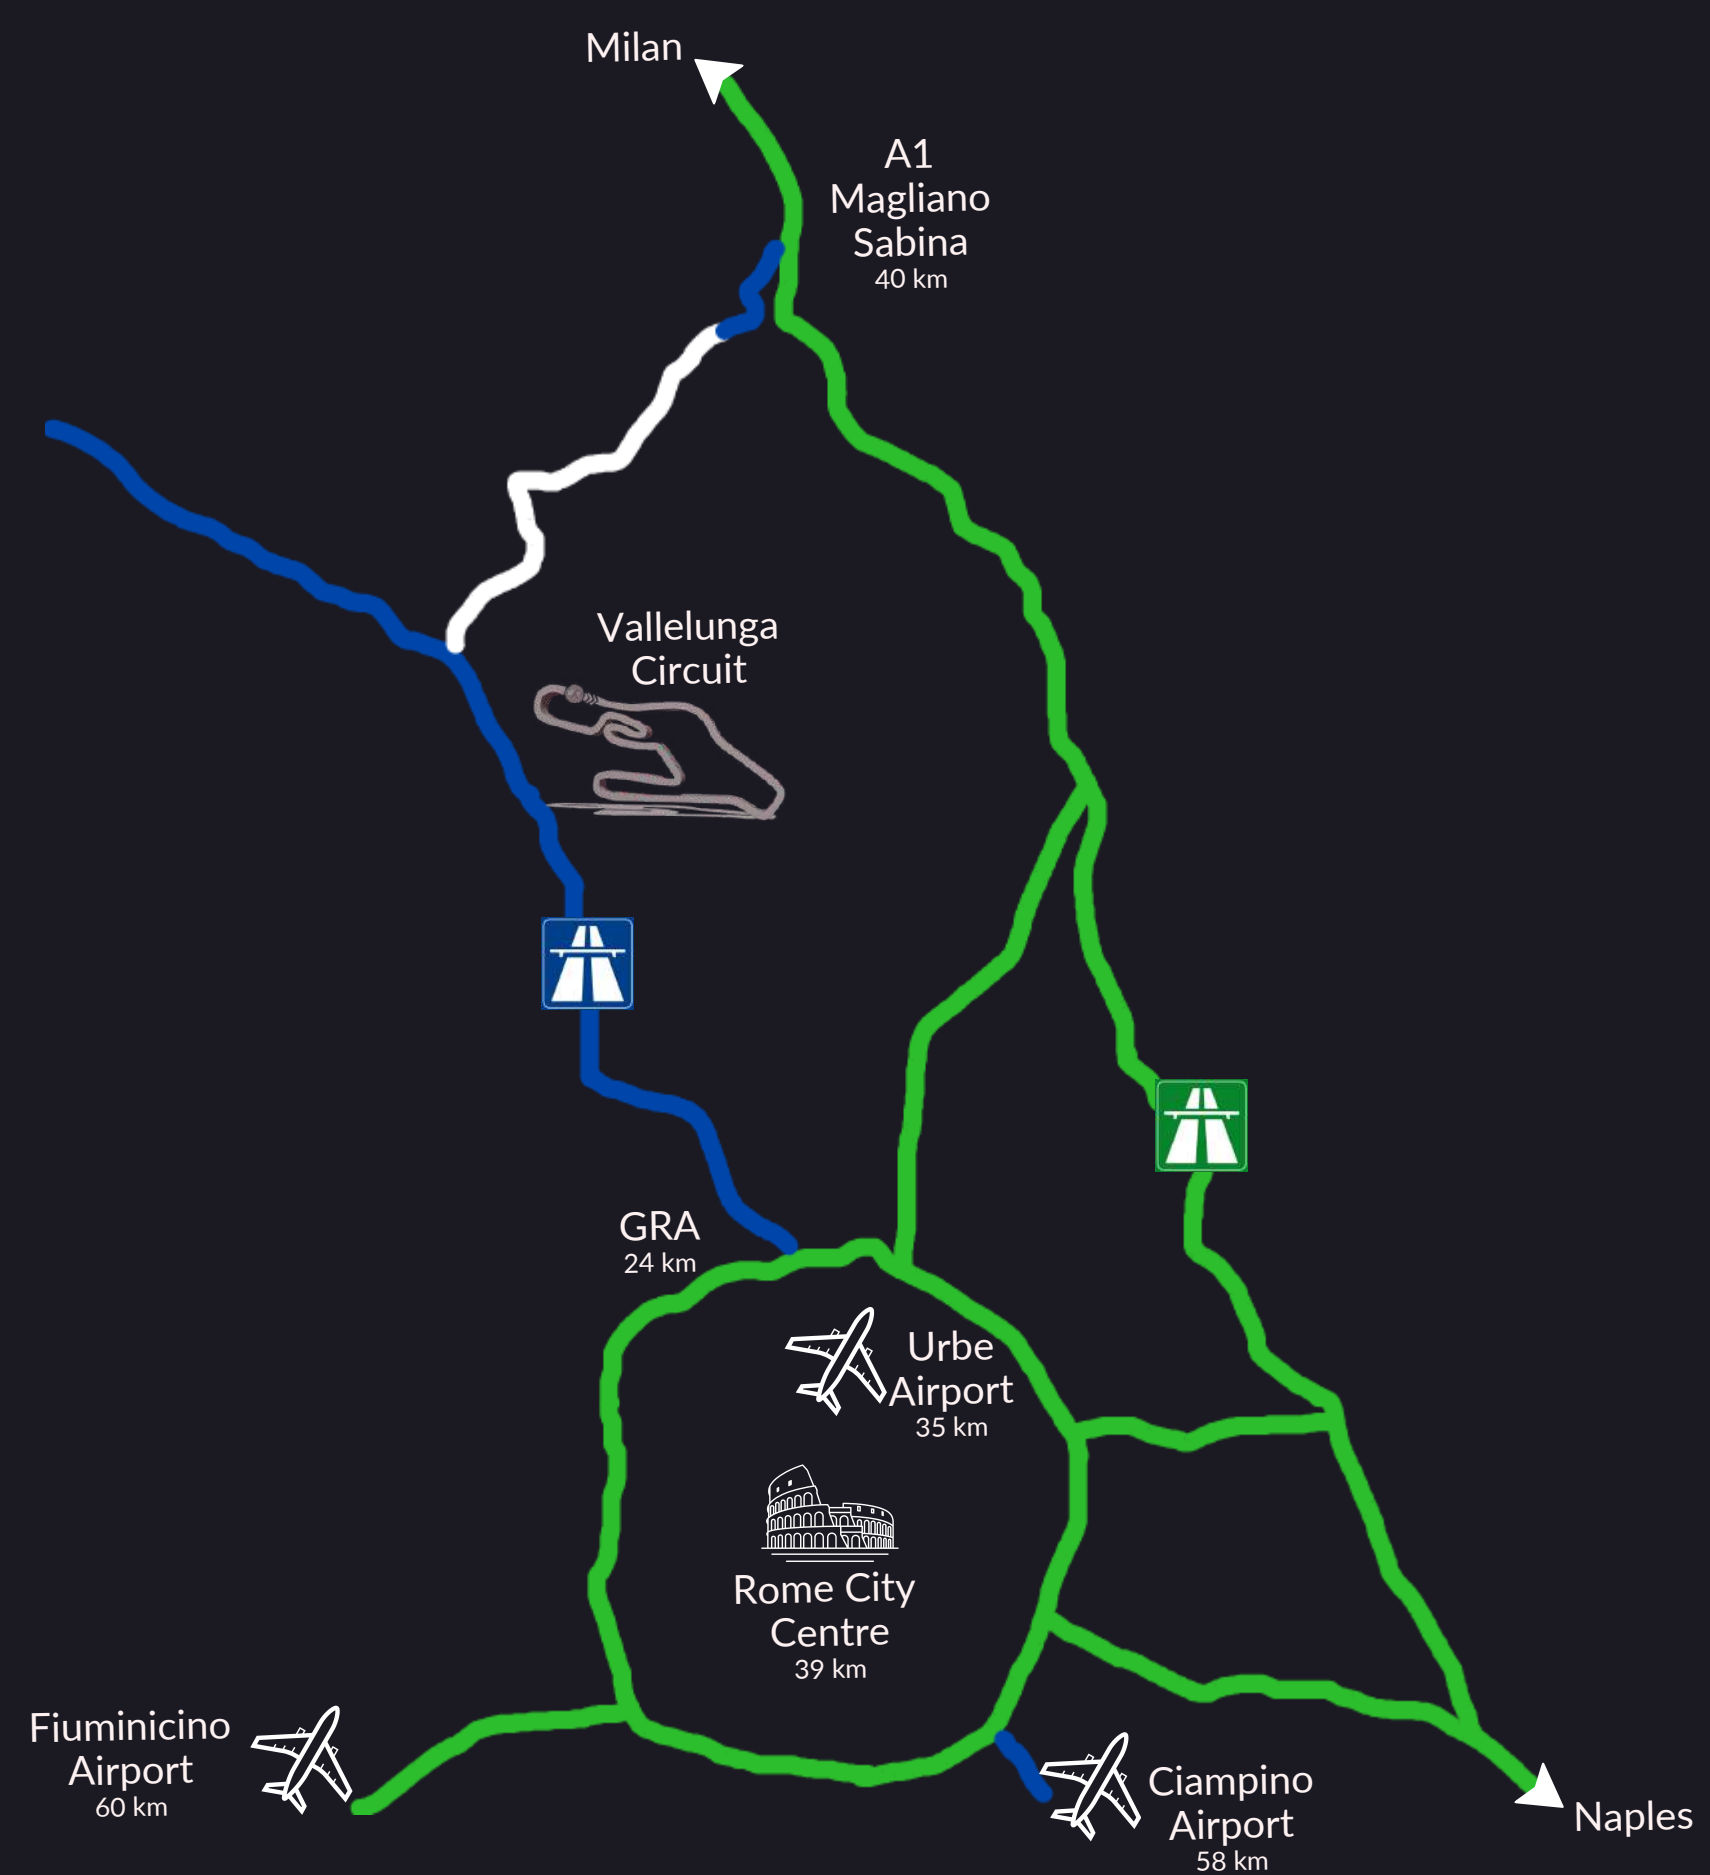 Milan
A1
Magliano
Sabina
40 km
Vallelunga
Circuit
GRA
24 km
Urbe
Airport
35 km
Rome City
Centre
39 km
Fiuminicino
Airport
60 km
Ciampino
Airport
58 km
Naples